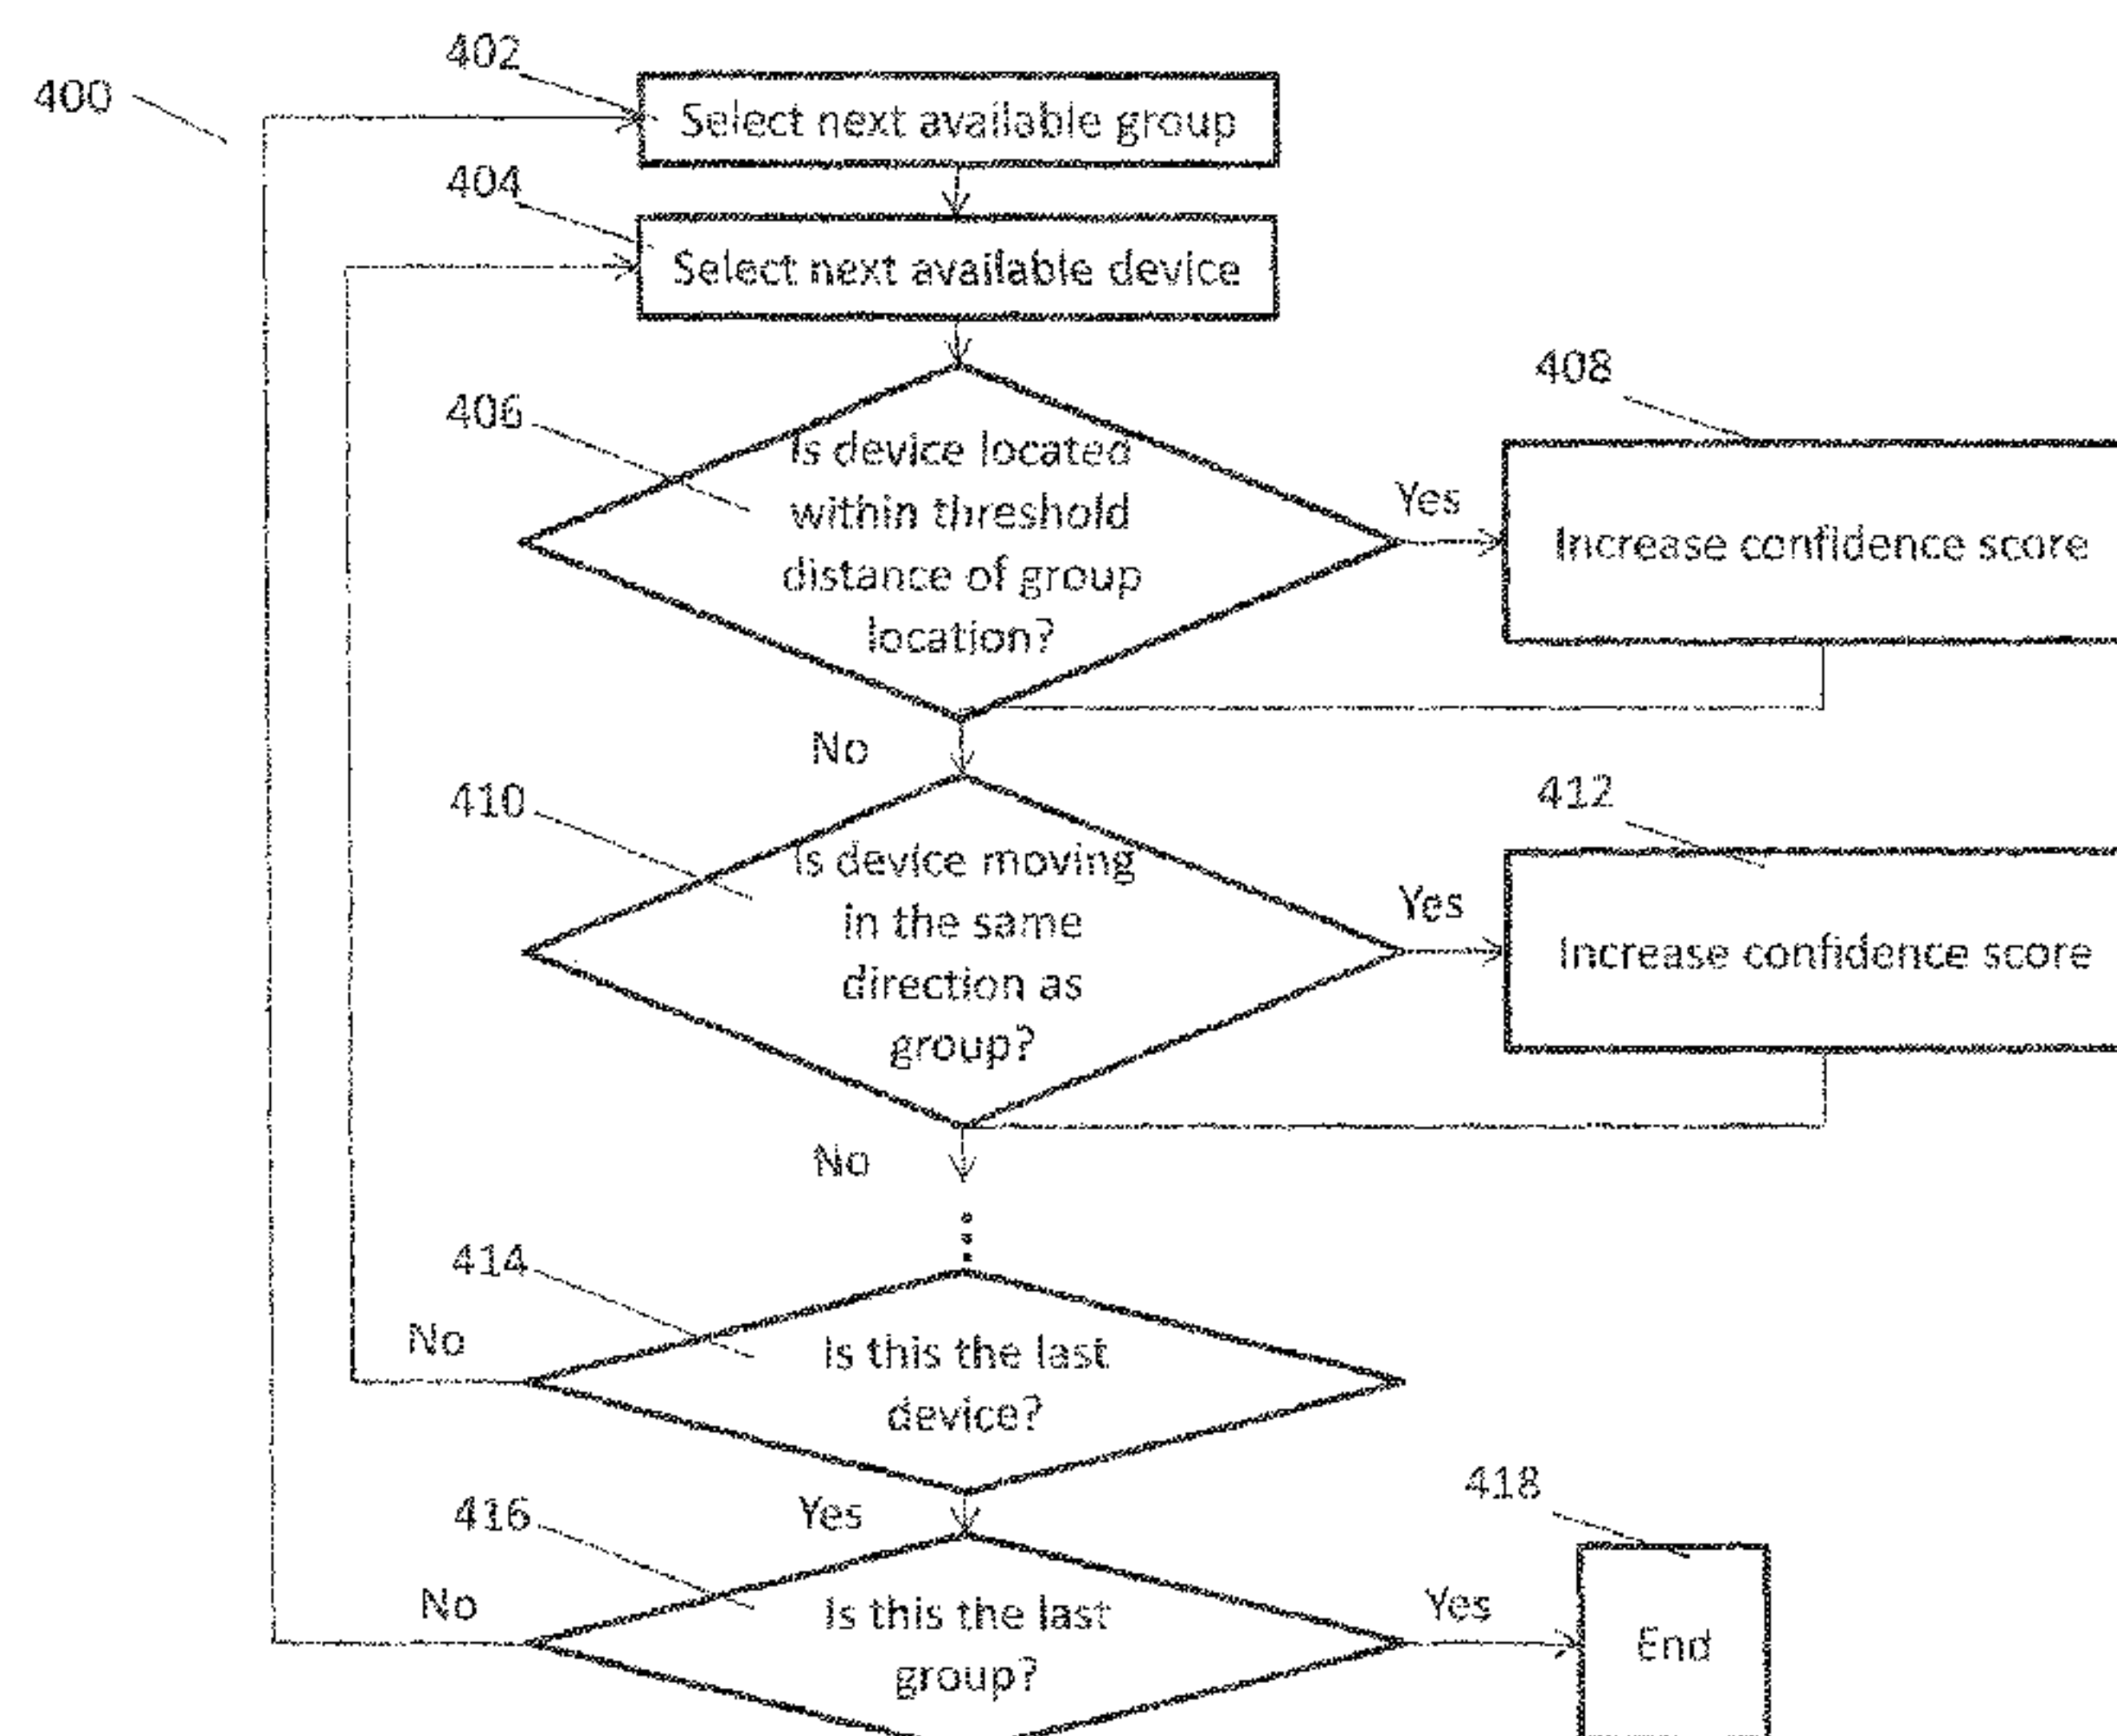 402
400
Select next available group
404
Select next available device
408
406
Is device located
within threshold
distance of group
location?
Yes
Increase confidence score
No
412
410
Is device moving
in the same
direction as
group?
Yes
Increase confidence score
No
414
No
Is this the last
device?
418
416
Yes
No
Is this the last
group?
Yes
End